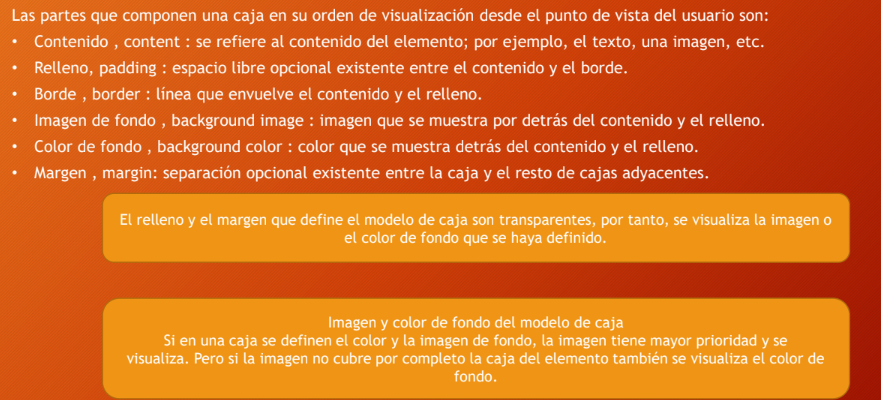 Las partes que componen una caja en su orden de visualización desde el punto de vista del usuario son:
• Contenido , content : se refiere al contenido del elemento; por ejemplo, el texto, una imagen, etc.
• Relleno, padding : espacio libre opcional existente entre el contenido y el borde.
• Borde , border : línea que envuelve el contenido y el relleno.
• Imagen de fondo , background image : imagen que se muestra por detrás del contenido y el relleno.
• Color de fondo , background color : color que se muestra detrás del contenido y el relleno.
• Margen , margin: separación opcional existente entre la caja y el resto de cajas adyacentes.
El relleno y el margen que define el modelo de caja son transparentes, por tanto, se visualiza la imagen o
el color de fondo que se haya definido.
Imagen y color de fondo del modelo de caja
Si en una caja se definen el color y la imagen de fondo, la imagen tiene mayor prioridad y se
visualiza. Pero si la imagen no cubre por completo la caja del elemento también se visualiza el color de
fondo.